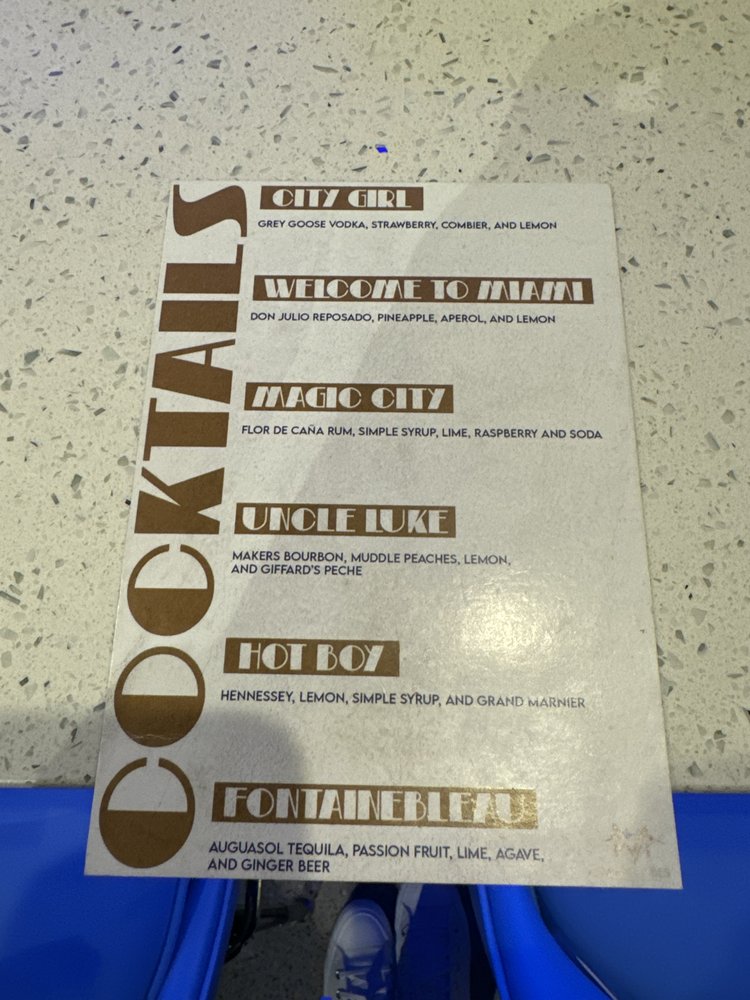 COCKTAILS
CITY GIRL
GREY GOOSE VODKA, STRAWBERRY, COMBIER, AND LEMON
WELCOME TO MIAMI
DON JULIO REPOSADO, PINEAPPLE, APEROL, AND LEMON
MAGIC CITY
FLOR DE CAÑA RUM, SIMPLE SYRUP, LIME, RASPBERRY AND SODA
UNCLE LUKE
MAKERS BOURBON, MUDDLE PEACHES, LEMON,
AND GIFFARD'S PECHE
HOT BOY
HENNESSEY, LEMON, SIMPLE SYRUP, AND GRAND MARNIER
FONTAINEBLEAU
AUGUASOL TEQUILA, PASSION FRUIT, LIME, AGAVE,
AND GINGER BEER